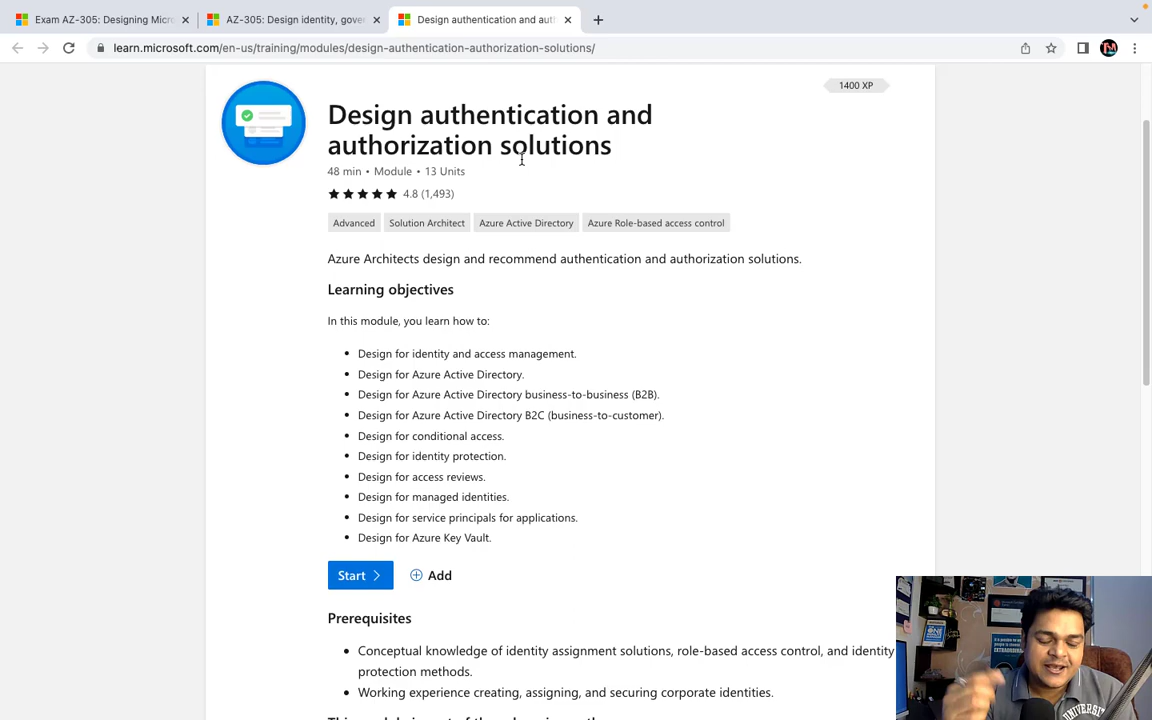 Exam AZ-305: Designing Micro
AZ-305: Design identity, gove
Design authentication and aut
learn.microsoft.com/en-us/training/modules/design-authentication-authorization-solutions/
1400 XP
Design authentication and
authorization solutions
48 min • Module • 13 Units
4.8 (1,493)
Advanced
Solution Architect
Azure Active Directory
Azure Role-based access control
Azure Architects design and recommend authentication and authorization solutions.
Learning objectives
In this module, you learn how to:
• Design for identity and access management.
• Design for Azure Active Directory.
• Design for Azure Active Directory business-to-business (B2B).
• Design for Azure Active Directory B2C (business-to-customer).
• Design for conditional access.
• Design for identity protection.
• Design for access reviews.
• Design for managed identities.
• Design for service principals for applications.
• Design for Azure Key Vault.
Start
Add
Prerequisites
• Conceptual knowledge of identity assignment solutions, role-based access control, and identity
protection methods.
• Working experience creating, assigning, and securing corporate identities.